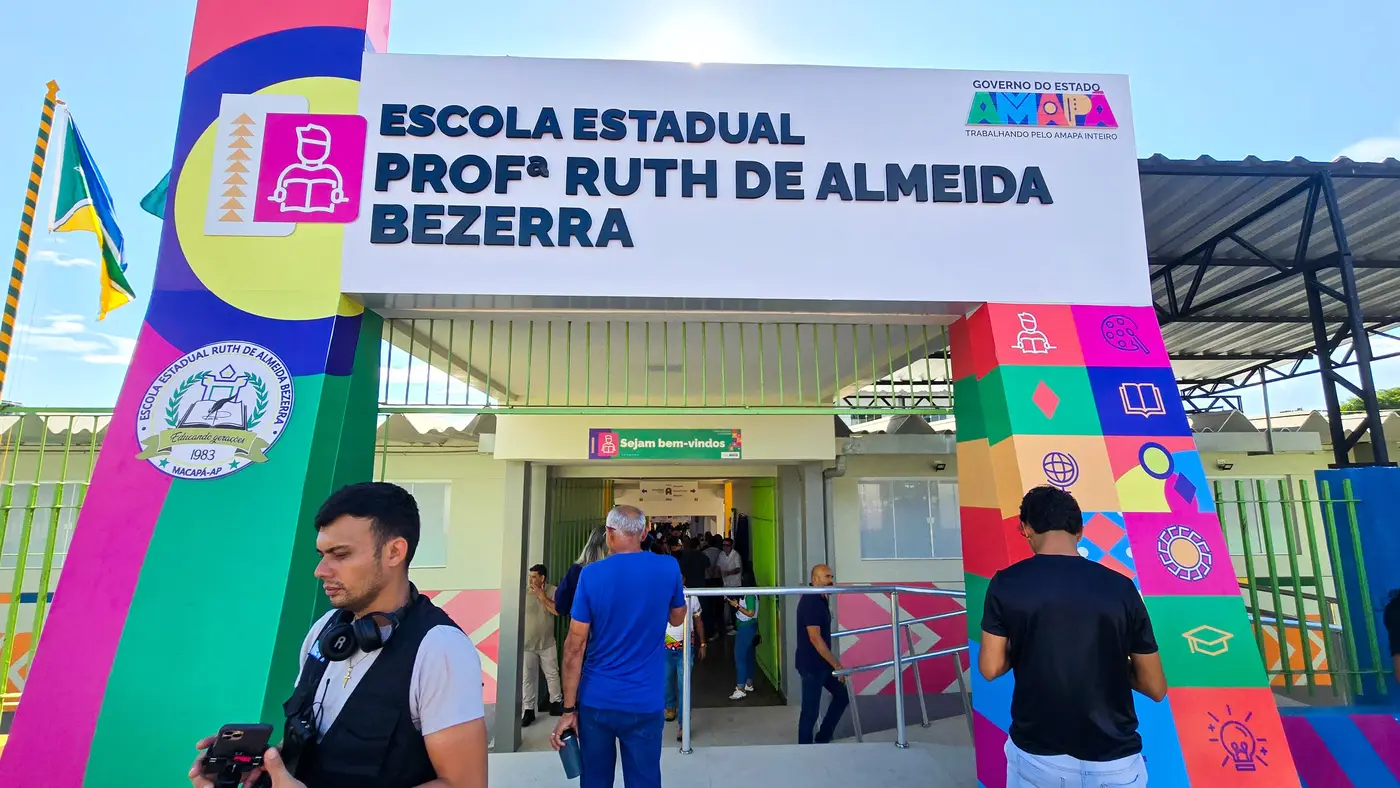 ESCOLA ESTADUAL
PROFª RUTH DE ALMEIDA
BEZERRA
GOVERNO DO ESTADO
AMAPÁ
TRABALHANDO PELO AMAPÁ INTEIRO
ESCOLA ESTADUAL RUTH DE ALMEIDA BEZERRA
Educando gerações
1983
MACAPÁ-AP
Sejam bem-vindos